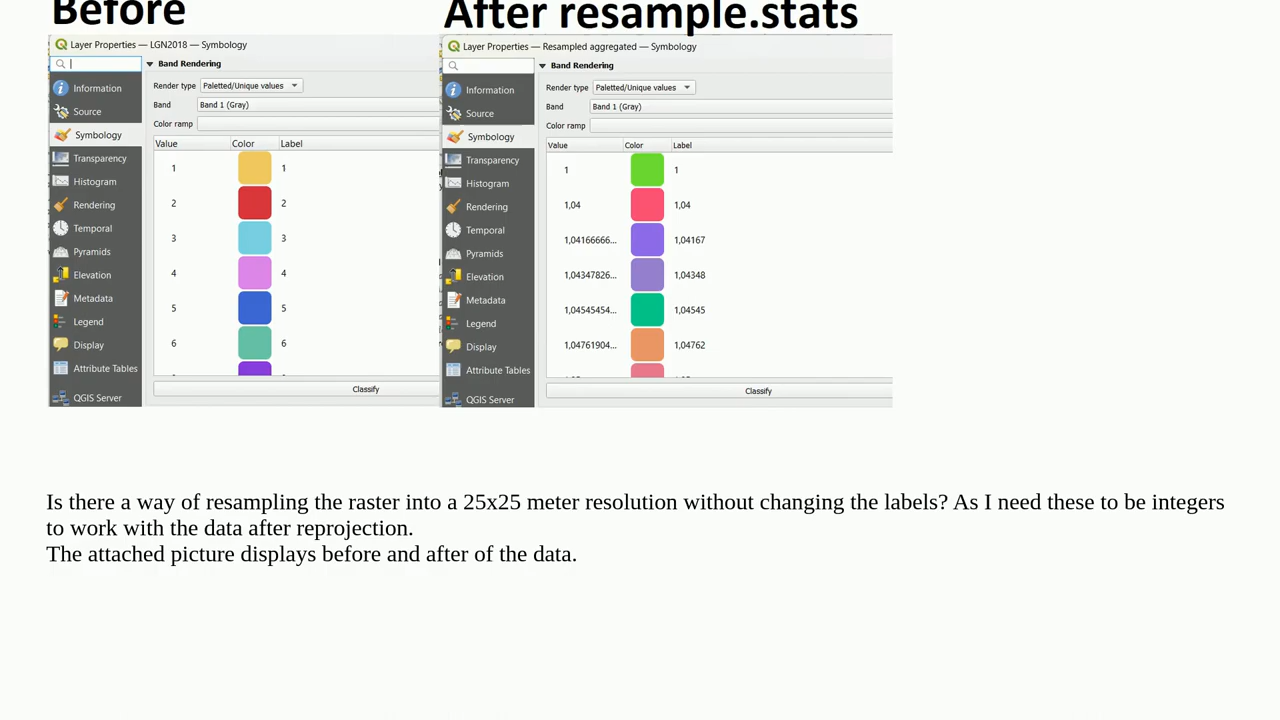 Before
After resample.stats
Layer Properties — LGN2018 — Symbology
Band Rendering
Information
Render type Paletted/Unique values
Source
Band Band 1 (Gray)
Symbology
Color ramp
Transparency
Value Color Label
Histogram
1 1
Rendering
2 2
Temporal
3 3
Pyramids
4 4
Elevation
5 5
Metadata
6 6
Legend
Display
Attribute Tables
Classify
QGIS Server
Layer Properties — Resampled aggregated — Symbology
Band Rendering
Information
Render type Paletted/Unique values
Source
Band Band 1 (Gray)
Symbology
Color ramp
Transparency
Value Color Label
Histogram
1 1
Rendering
1,04 1,04
Temporal
1,04166666... 1,04167
Pyramids
1,04347826... 1,04348
Elevation
1,04545454... 1,04545
Metadata
1,04761904... 1,04762
Legend
Display
Attribute Tables
Classify
QGIS Server
Is there a way of resampling the raster into a 25x25 meter resolution without changing the labels? As I need these to be integers
to work with the data after reprojection.
The attached picture displays before and after of the data.